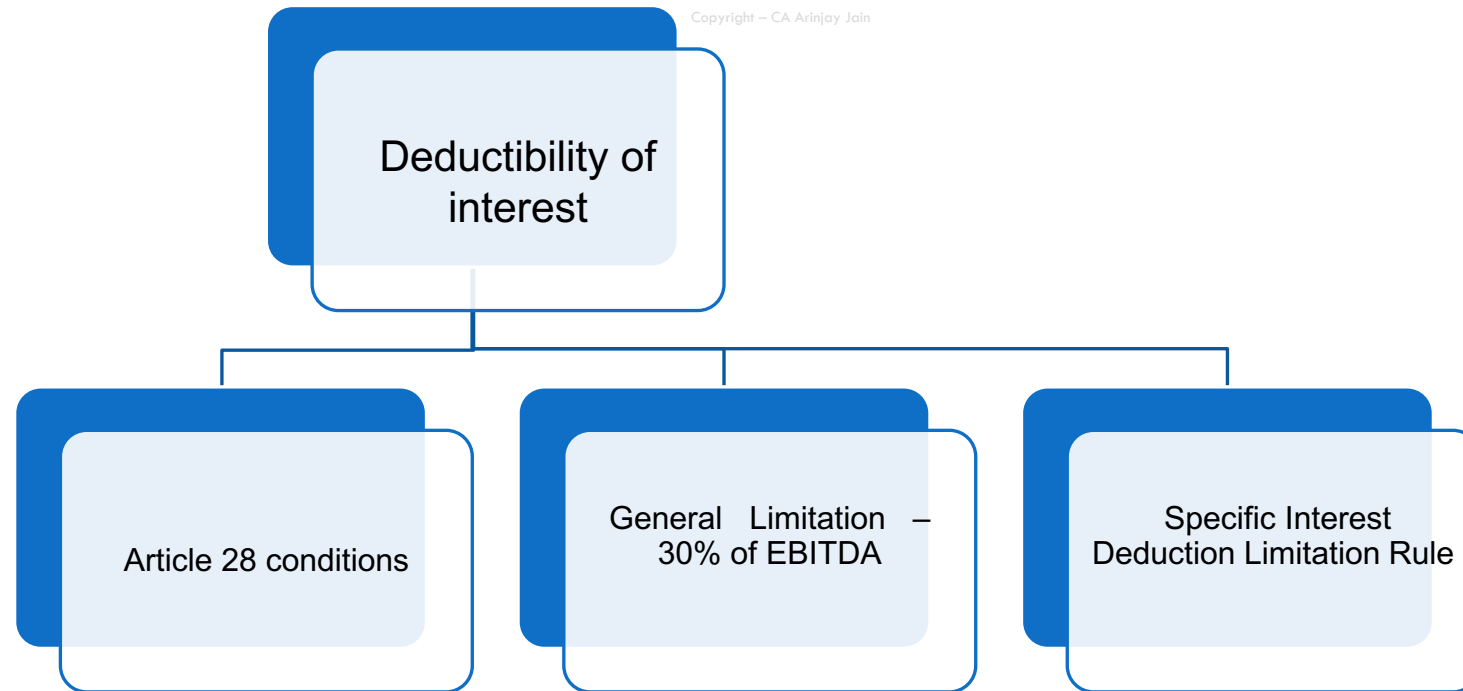 Copyright – CA Arinjay Jain
Deductibility of
interest
Article 28 conditions
General Limitation –
30% of EBITDA
Specific Interest
Deduction Limitation Rule